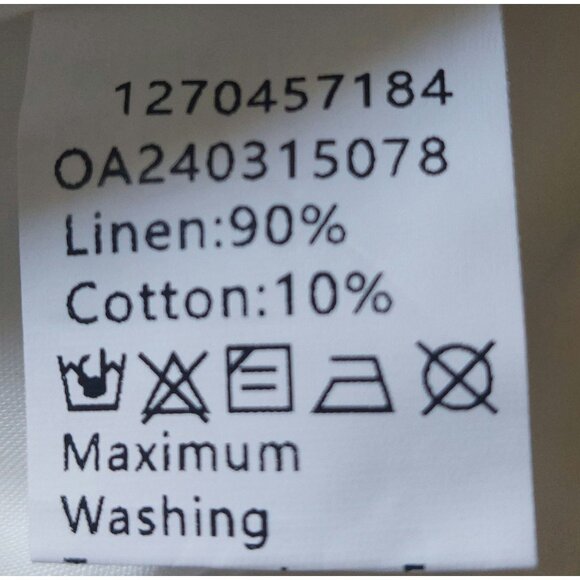 1270457184
OA240315078
Linen:90%
Cotton:10%
Maximum
Washing